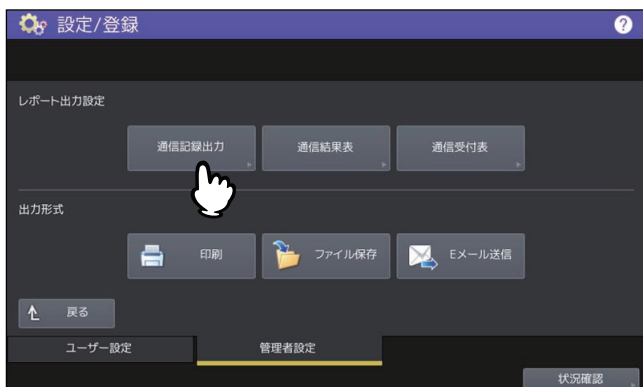 設定/登録
?
レポート出力設定
通信記録出力 通信結果表 通信受付表
出力形式
印刷 ファイル保存 Eメール送信
戻る
ユーザー設定 管理者設定
状況確認